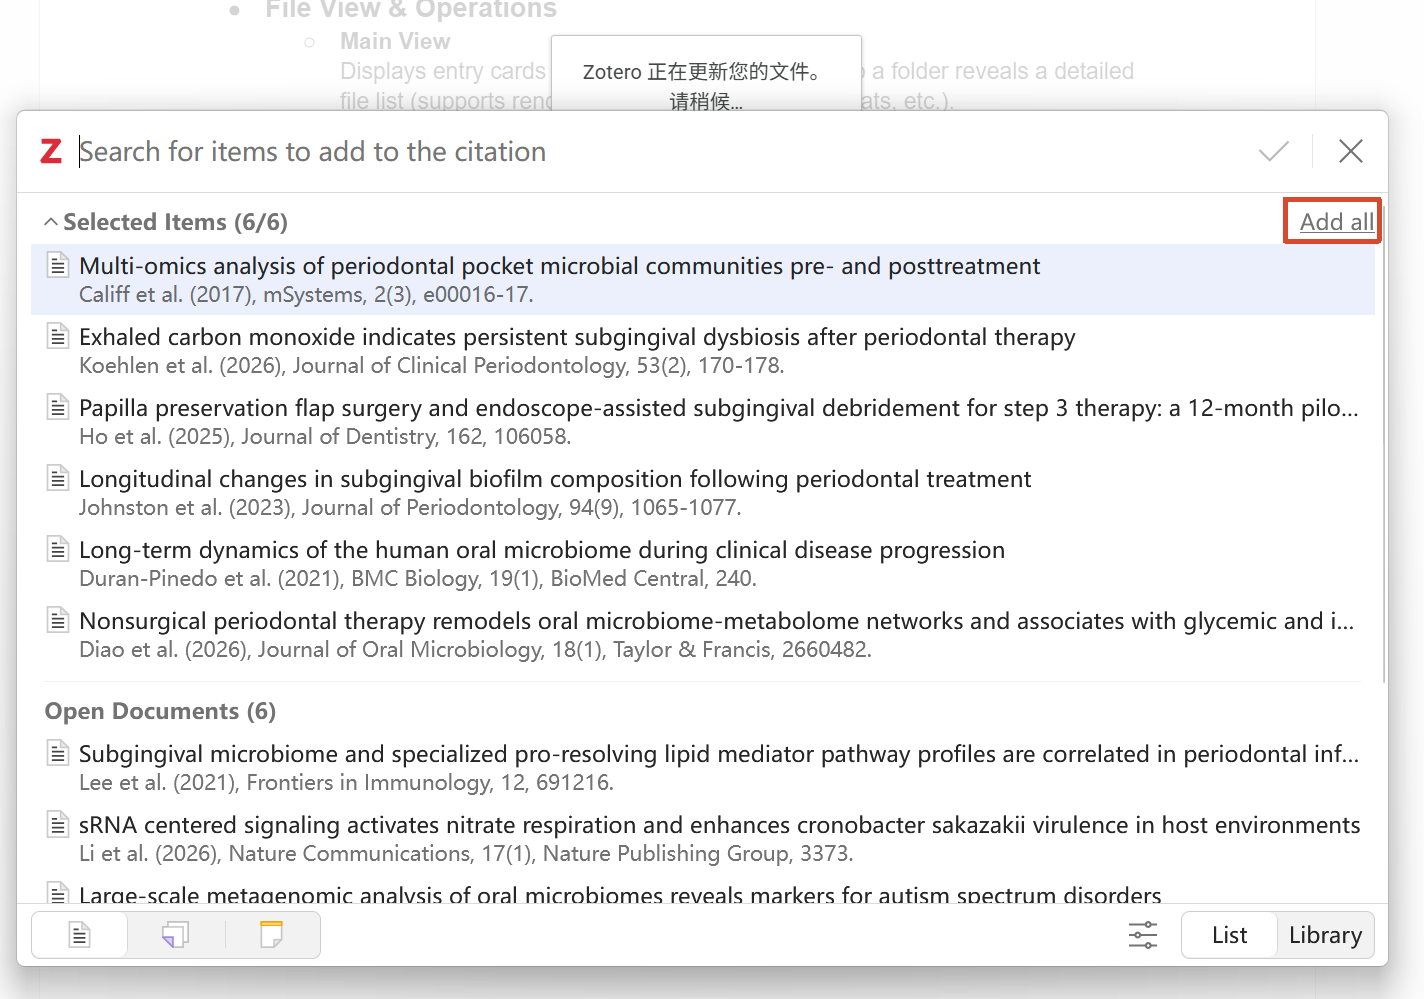 File View & Operations
Main View
Displays entry cards
a folder reveals a detailed
file list (supports
ats, etc.).
Zotero 正在更新您的文件。
请稍候...
Z Search for items to add to the citation
Selected Items (6/6)
Add all
Multi-omics analysis of periodontal pocket microbial communities pre- and posttreatment
Califf et al. (2017), mSystems, 2(3), e00016-17.
Exhaled carbon monoxide indicates persistent subgingival dysbiosis after periodontal therapy
Koehlen et al. (2026), Journal of Clinical Periodontology, 53(2), 170-178.
Papilla preservation flap surgery and endoscope-assisted subgingival debridement for step 3 therapy: a 12-month pilo...
Ho et al. (2025), Journal of Dentistry, 162, 106058.
Longitudinal changes in subgingival biofilm composition following periodontal treatment
Johnston et al. (2023), Journal of Periodontology, 94(9), 1065-1077.
Long-term dynamics of the human oral microbiome during clinical disease progression
Duran-Pinedo et al. (2021), BMC Biology, 19(1), BioMed Central, 240.
Nonsurgical periodontal therapy remodels oral microbiome-metabolome networks and associates with glycemic and i...
Diao et al. (2026), Journal of Oral Microbiology, 18(1), Taylor & Francis, 2660482.
Open Documents (6)
Subgingival microbiome and specialized pro-resolving lipid mediator pathway profiles are correlated in periodontal inf...
Lee et al. (2021), Frontiers in Immunology, 12, 691216.
sRNA centered signaling activates nitrate respiration and enhances cronobacter sakazakii virulence in host environments
Li et al. (2026), Nature Communications, 17(1), Nature Publishing Group, 3373.
Large-scale metagenomic analysis of oral microbiomes reveals markers for autism spectrum disorders
List
Library